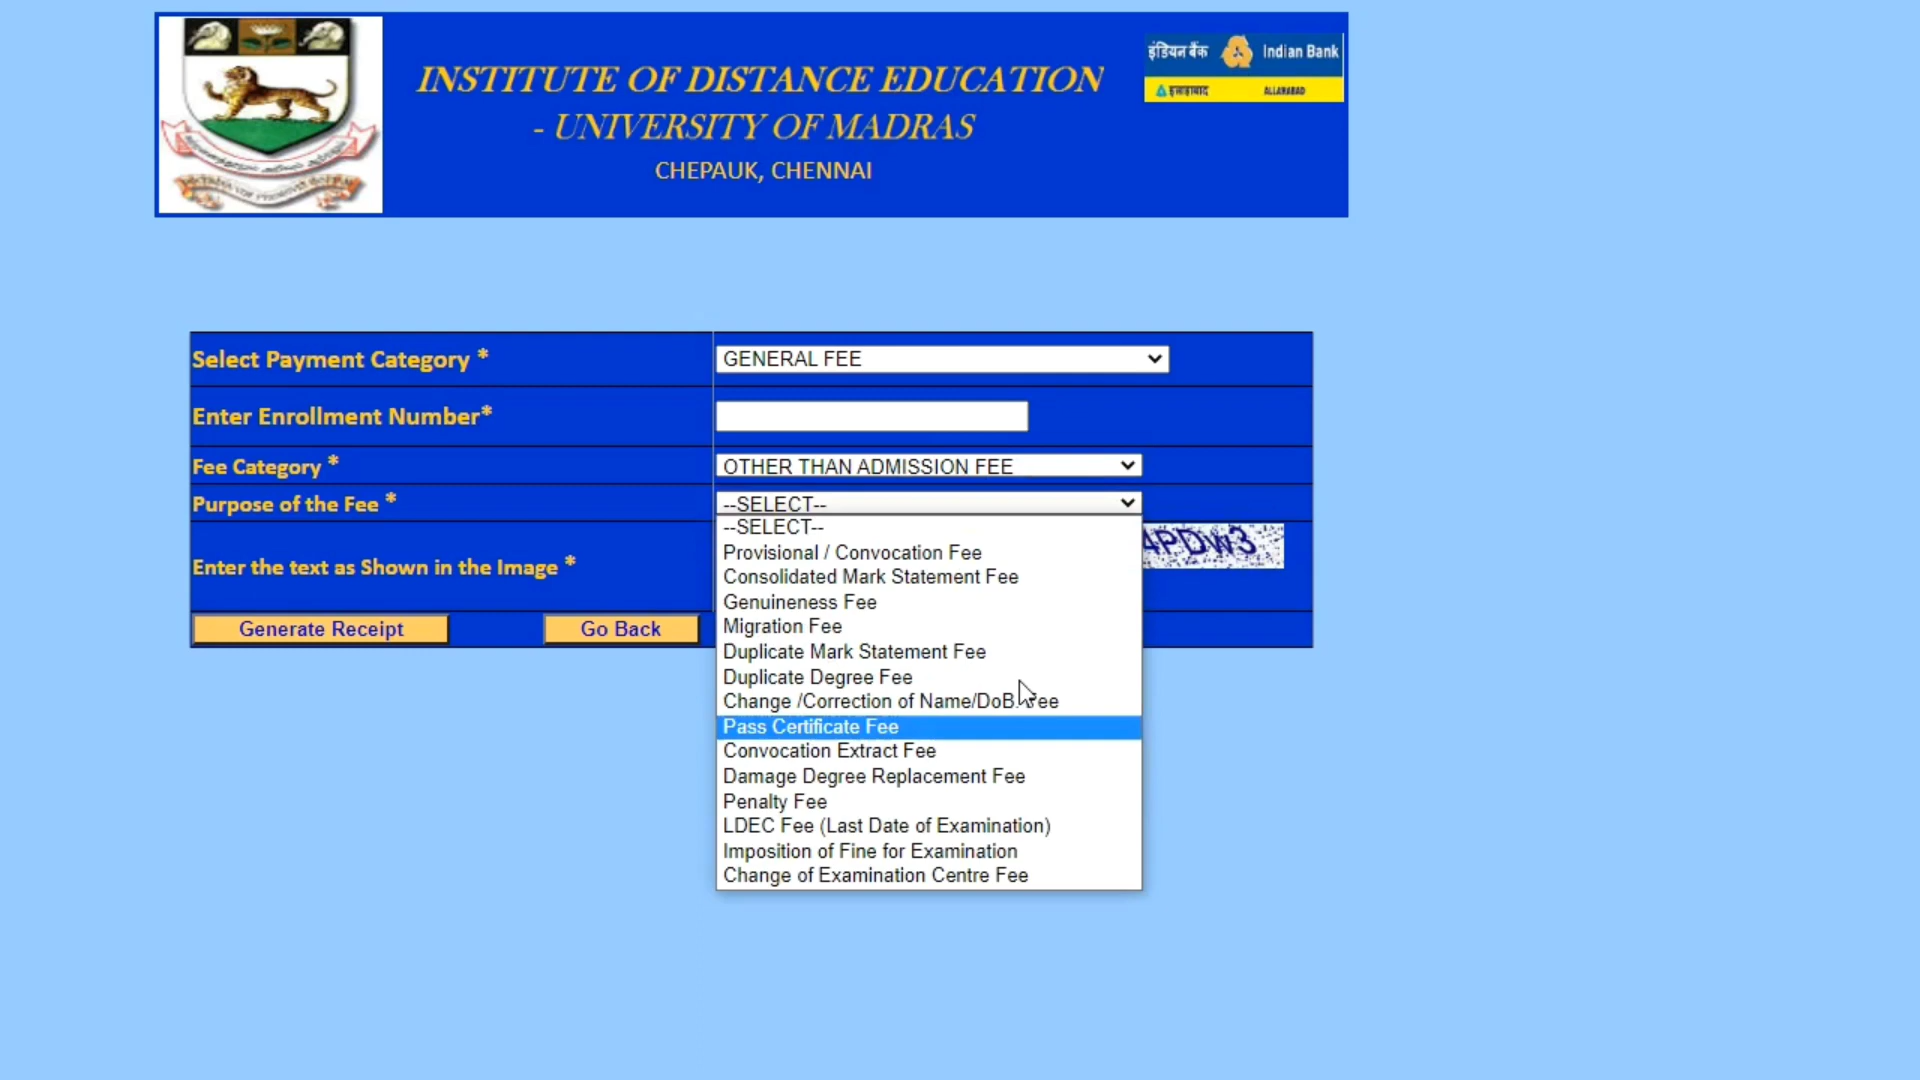 INSTITUTE OF DISTANCE EDUCATION
- UNIVERSITY OF MADRAS
CHEPAUK, CHENNAI
इंडियन बैंक Indian Bank
इलाहाबाद ALLAHABAD
Select Payment Category *
GENERAL FEE
Enter Enrollment Number*
Fee Category *
OTHER THAN ADMISSION FEE
Purpose of the Fee *
--SELECT--
--SELECT--
Provisional / Convocation Fee
Consolidated Mark Statement Fee
Genuineness Fee
Migration Fee
Duplicate Mark Statement Fee
Duplicate Degree Fee
Change /Correction of Name/DoB. Fee
Pass Certificate Fee
Convocation Extract Fee
Damage Degree Replacement Fee
Penalty Fee
LDEC Fee (Last Date of Examination)
Imposition of Fine for Examination
Change of Examination Centre Fee
Enter the text as Shown in the Image *
4PDW3
Generate Receipt
Go Back